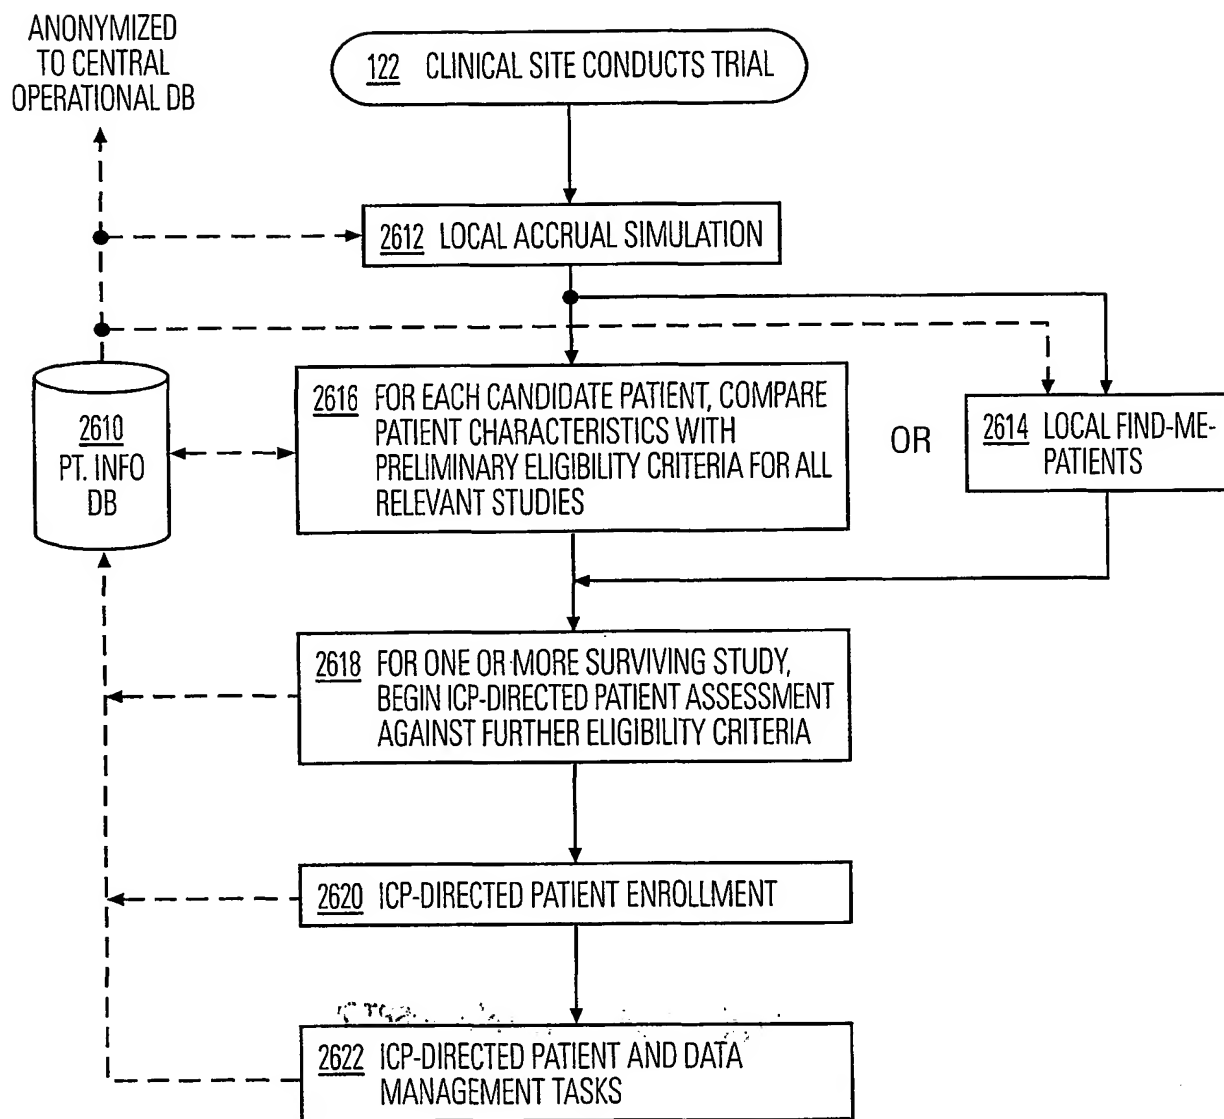 ANONYMIZED
TO CENTRAL
OPERATIONAL DB
122 CLINICAL SITE CONDUCTS TRIAL
2612 LOCAL ACCRUAL SIMULATION
2610
PT. INFO
DB
2616 FOR EACH CANDIDATE PATIENT, COMPARE
PATIENT CHARACTERISTICS WITH
PRELIMINARY ELIGIBILITY CRITERIA FOR ALL
RELEVANT STUDIES
OR
2614 LOCAL FIND-ME-
PATIENTS
2618 FOR ONE OR MORE SURVIVING STUDY,
BEGIN ICP-DIRECTED PATIENT ASSESSMENT
AGAINST FURTHER ELIGIBILITY CRITERIA
2620 ICP-DIRECTED PATIENT ENROLLMENT
2622 ICP-DIRECTED PATIENT AND DATA
MANAGEMENT TASKS